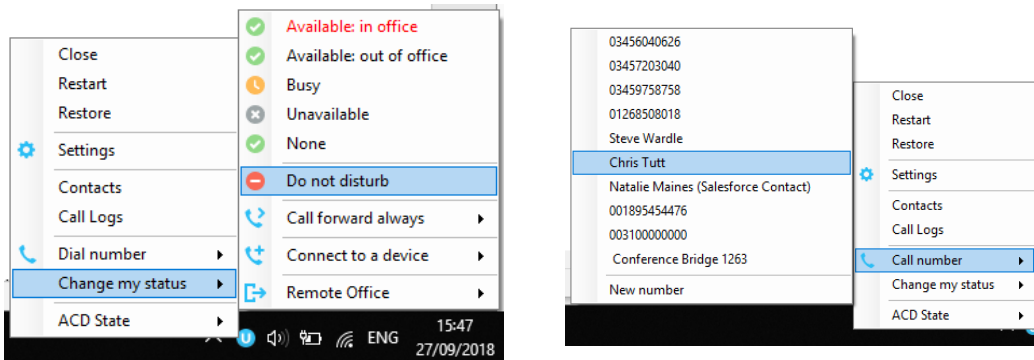 Close
Restart
Restore
Settings
Contacts
Call Logs
Dial number
Change my status
ACD State
Available: in office
Available: out of office
Busy
Unavailable
None
Do not disturb
Call forward always
Connect to a device
Remote Office
ENG
15:47
27/09/2018
03456040626
03457203040
03459758758
01268508018
Steve Wardle
Chris Tutt
Natalie Maines (Salesforce Contact)
001895454476
003100000000
Conference Bridge 1263
New number
Close
Restart
Restore
Settings
Contacts
Call Logs
Call number
Change my status
ACD State